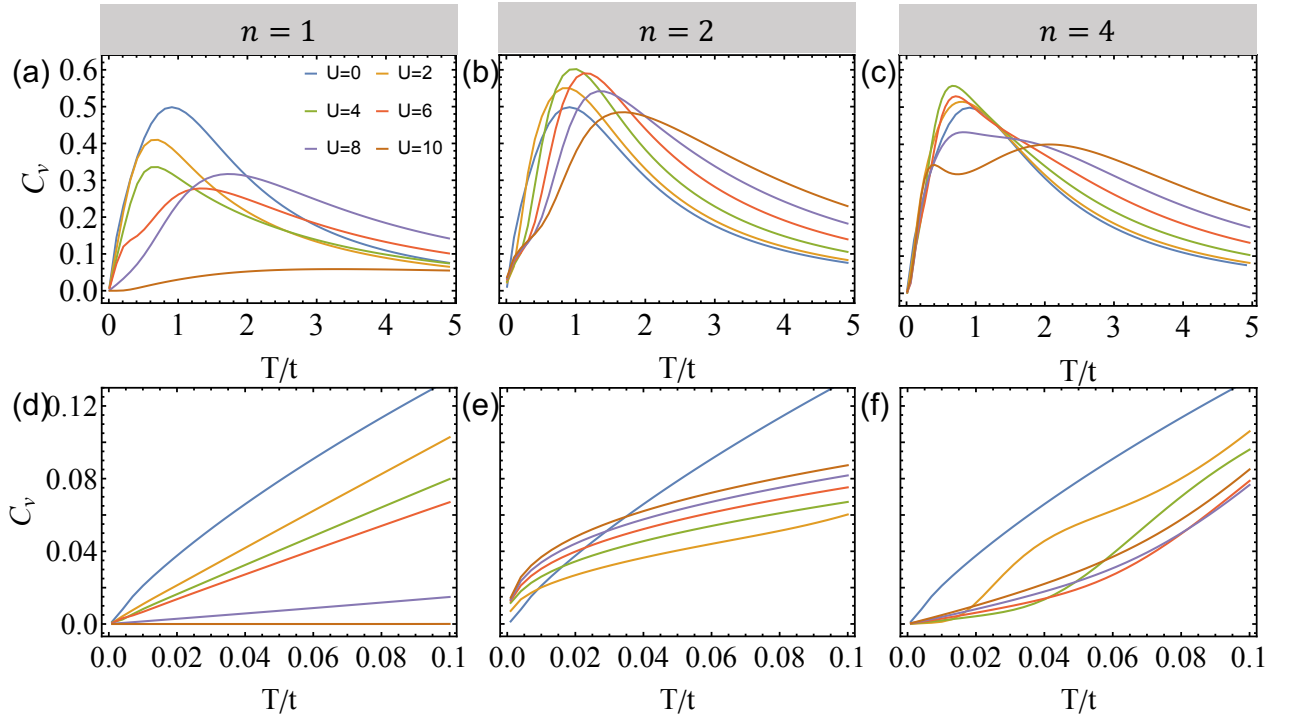 n = 1
n = 2
n = 4
(a)
(b)
(c)
U=0 U=2
U=4 U=6
U=8 U=10
C_v
0.6
0.5
0.4
0.3
0.2
0.1
0.0
0 1 2 3 4 5
0 1 2 3 4 5
0 1 2 3 4 5
T/t
T/t
T/t
(d)
(e)
(f)
C_v
0.12
0.08
0.04
0.0
0.0 0.02 0.04 0.06 0.08 0.1
0.0 0.02 0.04 0.06 0.08 0.1
0.0 0.02 0.04 0.06 0.08 0.1
T/t
T/t
T/t